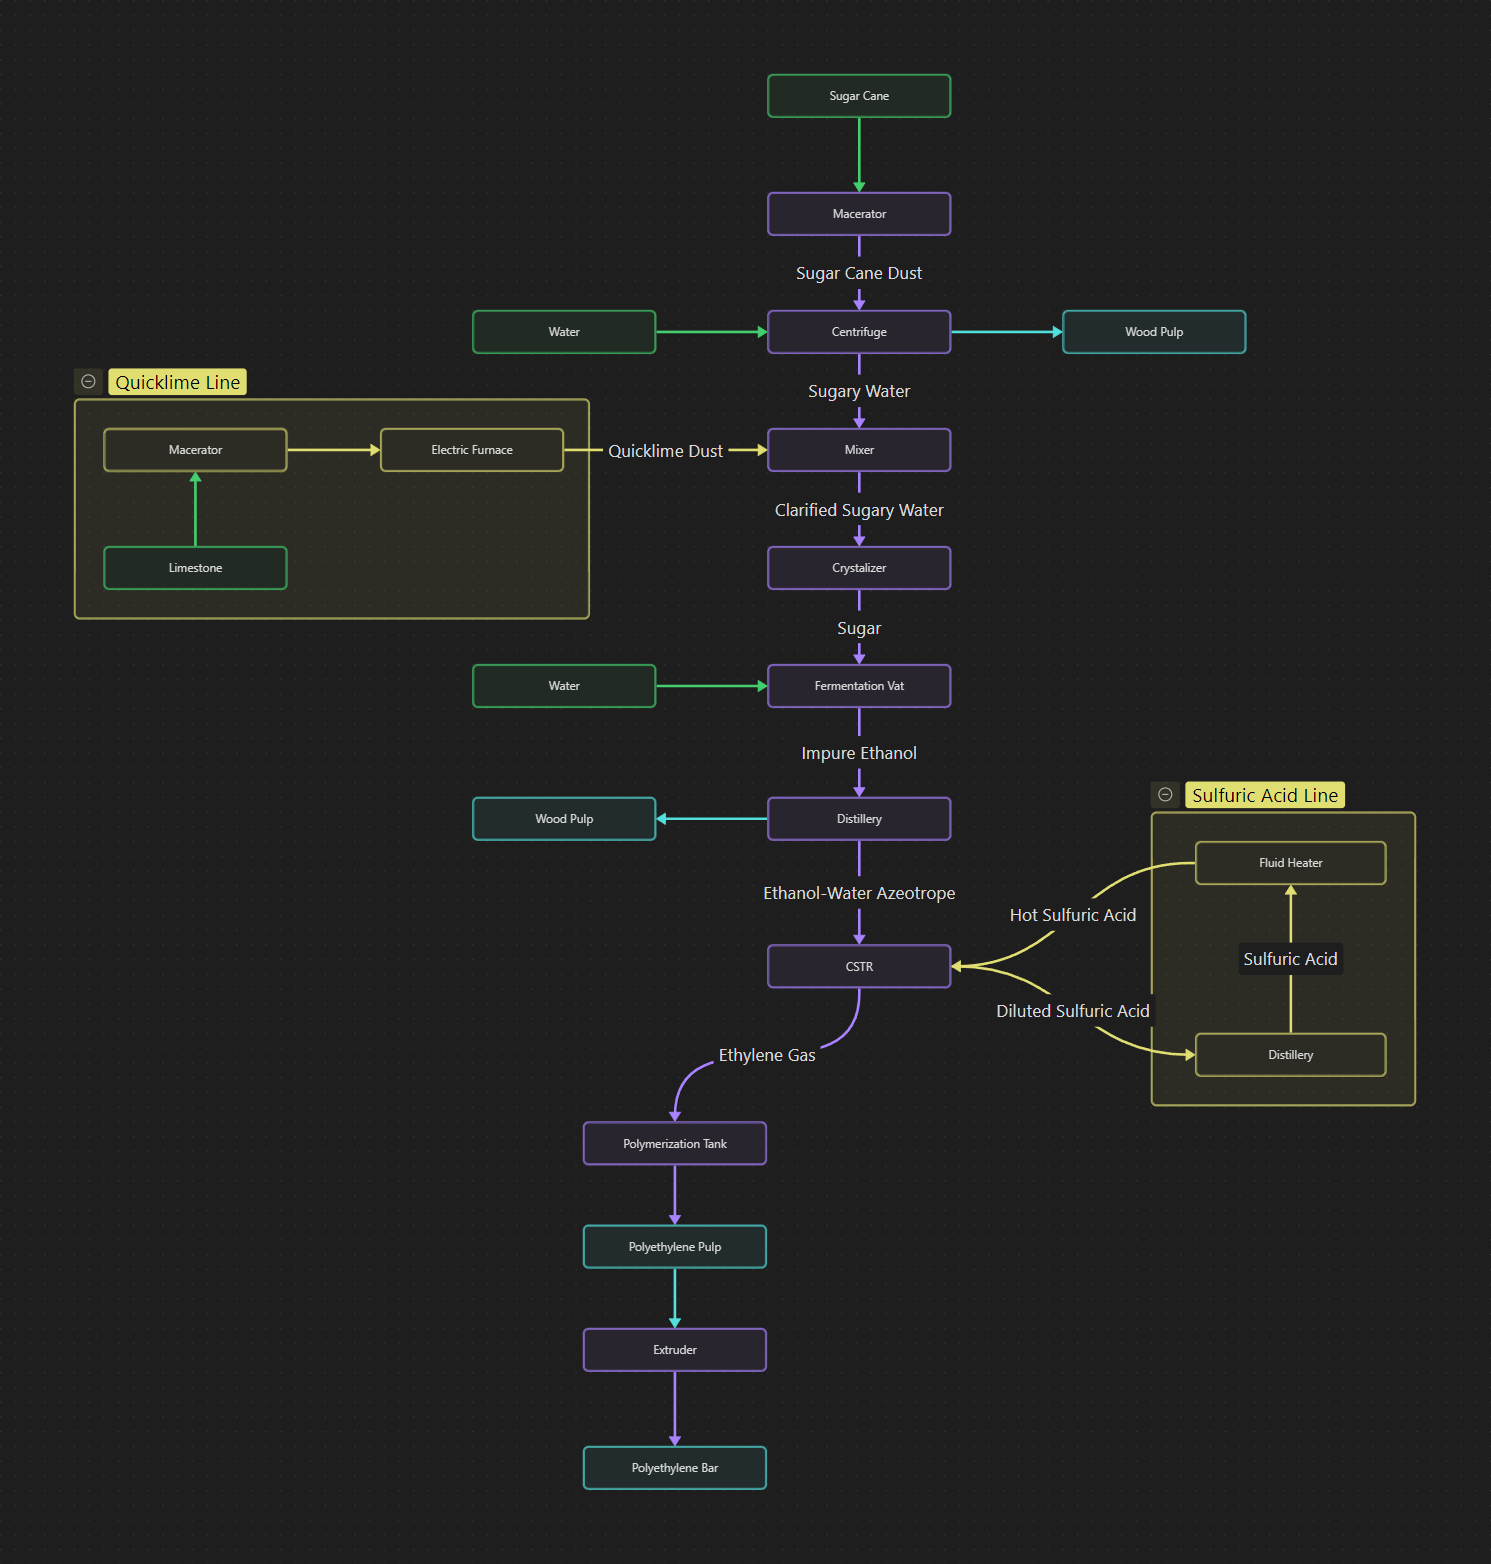 Sugar Cane
Macerator
Sugar Cane Dust
Water
Centrifuge
Wood Pulp
Quicklime Line
Sugary Water
Macerator
Electric Furnace
Quicklime Dust
Mixer
Clarified Sugary Water
Limestone
Crystalizer
Sugar
Water
Fermentation Vat
Impure Ethanol
Sulfuric Acid Line
Wood Pulp
Distillery
Fluid Heater
Ethanol-Water Azeotrope
Hot Sulfuric Acid
Sulfuric Acid
CSTR
Diluted Sulfuric Acid
Ethylene Gas
Distillery
Polymerization Tank
Polyethylene Pulp
Extruder
Polyethylene Bar